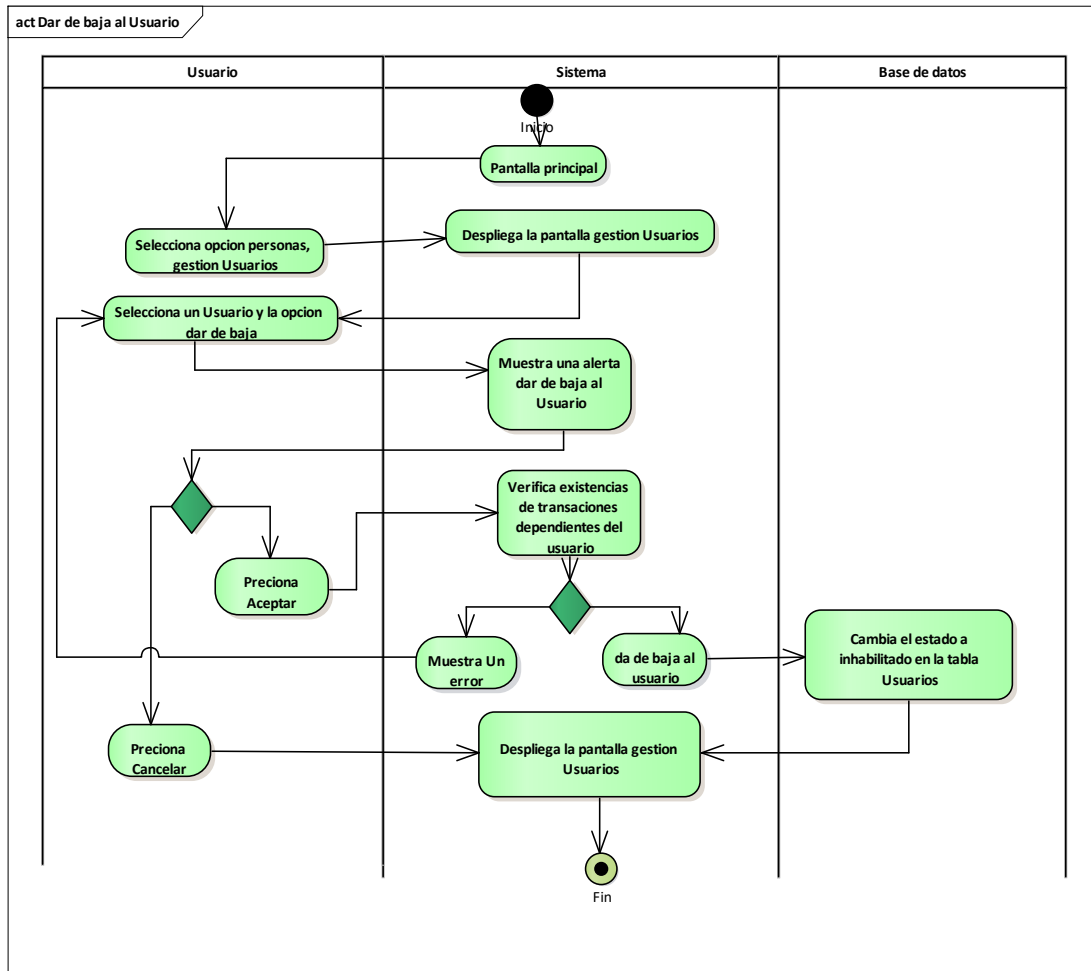 act Dar de baja al Usuario
Usuario
Sistema
Base de datos
Inicio
Pantalla principal
Selecciona opcion personas,
gestion Usuarios
Despliega la pantalla gestion Usuarios
Selecciona un Usuario y la opcion
dar de baja
Muestra una alerta
dar de baja al
Usuario
Verifica existencias
de transaciones
dependientes del
usuario
Preciona
Aceptar
Muestra Un
error
da de baja al
usuario
Cambia el estado a
inhabilitado en la tabla
Usuarios
Preciona
Cancelar
Despliega la pantalla gestion
Usuarios
Fin